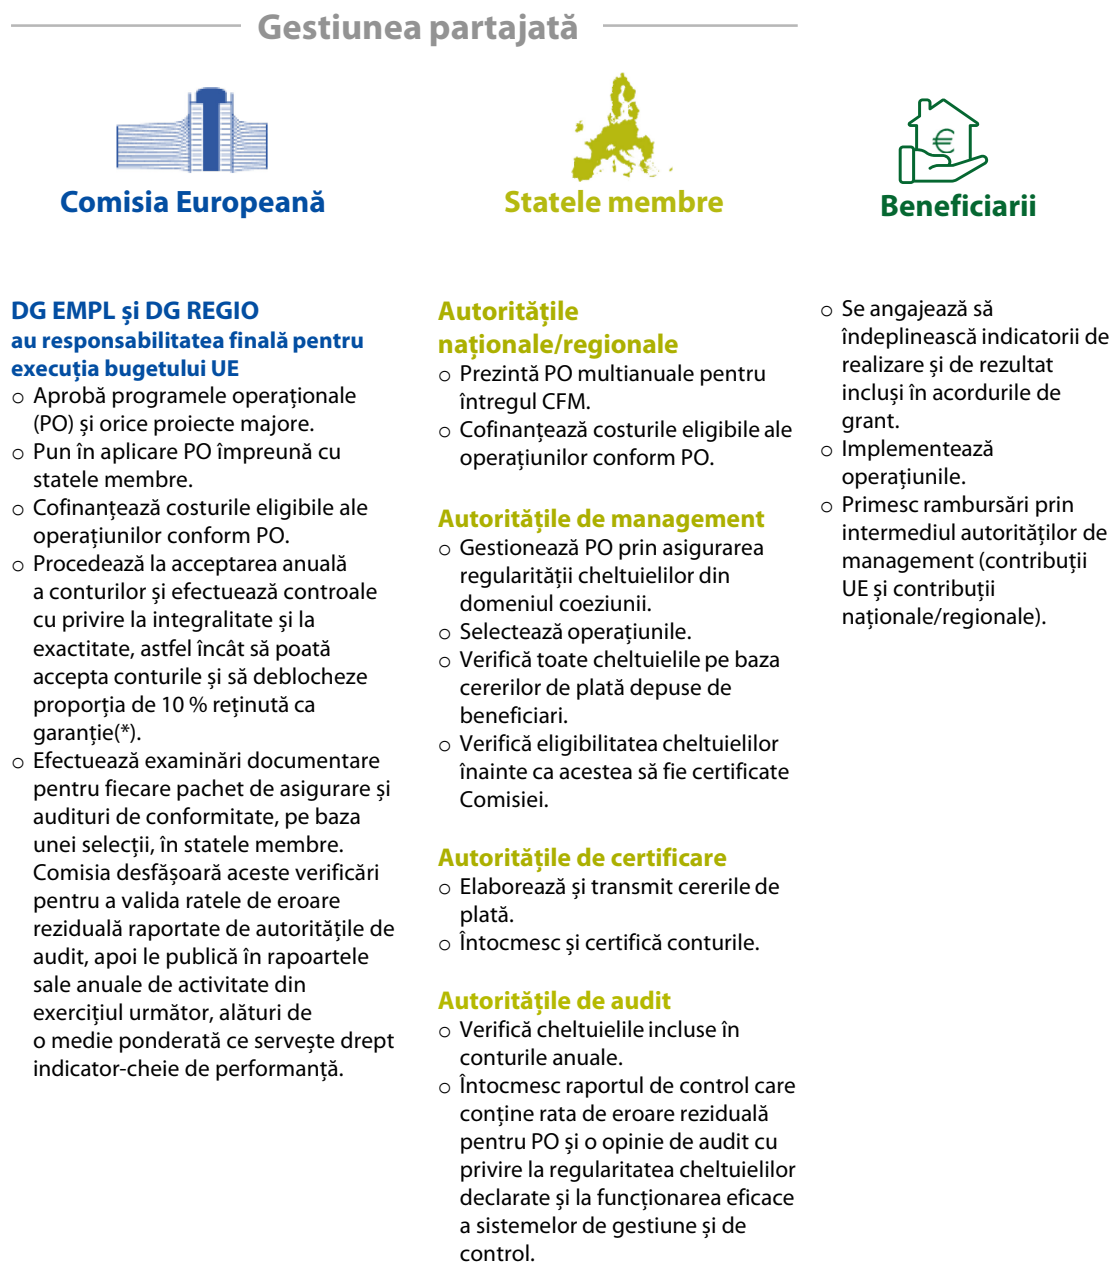 Gestiunea partajată
Comisia Europeană
DG EMPL și DG REGIO
au responsabilitatea finală pentru
execuția bugetului UE
o Aprobă programele operaționale
(PO) și orice proiecte majore.
o Pun în aplicare PO împreună cu
statele membre.
o Cofinanțează costurile eligibile ale
operațiunilor conform PO.
o Procedează la acceptarea anuală
a conturilor și efectuează controale
cu privire la integralitate și la
exactitate, astfel încât să poată
accepta conturile și să deblocheze
proporția de 10 % reținută ca
garanție(*).
o Efectuează examinări documentare
pentru fiecare pachet de asigurare și
audituri de conformitate, pe baza
unei selecții, în statele membre.
Comisia desfășoară aceste verificări
pentru a valida ratele de eroare
reziduală raportate de autoritățile de
audit, apoi le publică în rapoartele
sale anuale de activitate din
exercițiul următor, alături de
o medie ponderată ce servește drept
indicator-cheie de performanță.
Statele membre
Autoritățile
naționale/regionale
o Prezintă PO multianuale pentru
întregul CFM.
o Cofinanțează costurile eligibile ale
operațiunilor conform PO.
Autoritățile de management
o Gestionează PO prin asigurarea
regularității cheltuielilor din
domeniul coeziunii.
o Selectează operațiunile.
o Verifică toate cheltuielile pe baza
cererilor de plată depuse de
beneficiari.
o Verifică eligibilitatea cheltuielilor
înainte ca acestea să fie certificate
Comisiei.
Autoritățile de certificare
o Elaborează și transmit cererile de
plată.
o Întocmesc și certifică conturile.
Autoritățile de audit
o Verifică cheltuielile incluse în
conturile anuale.
o Întocmesc raportul de control care
conține rata de eroare reziduală
pentru PO și o opinie de audit cu
privire la regularitatea cheltuielilor
declarate și la funcționarea eficace
a sistemelor de gestiune și de
control.
€
Beneficiarii
o Se angajează să
îndeplinească indicatorii de
realizare și de rezultat
incluși în acordurile de
grant.
o Implementează
operațiunile.
o Primesc rambursări prin
intermediul autorităților de
management (contribuții
UE și contribuții
naționale/regionale).